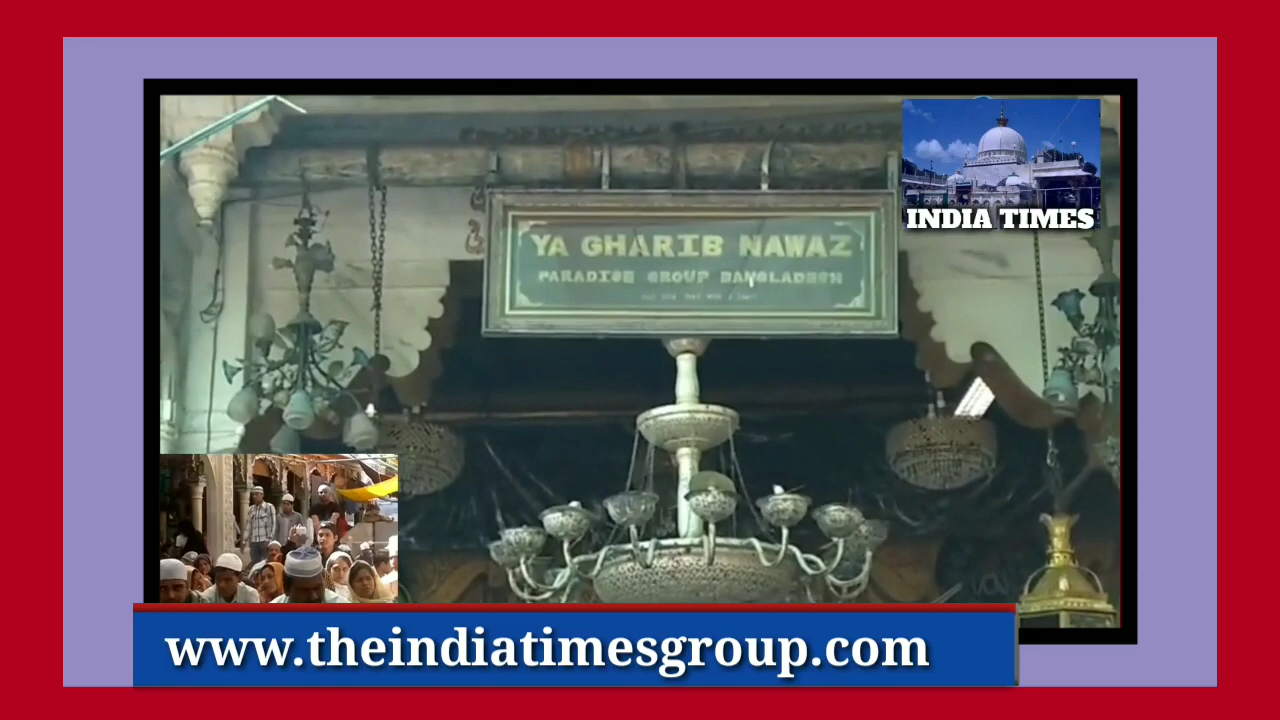 INDIA TIMES
YA GHARIB NAWAZ
PARADISE GROUP BANGLADESH
www.theindiatimesgroup.com